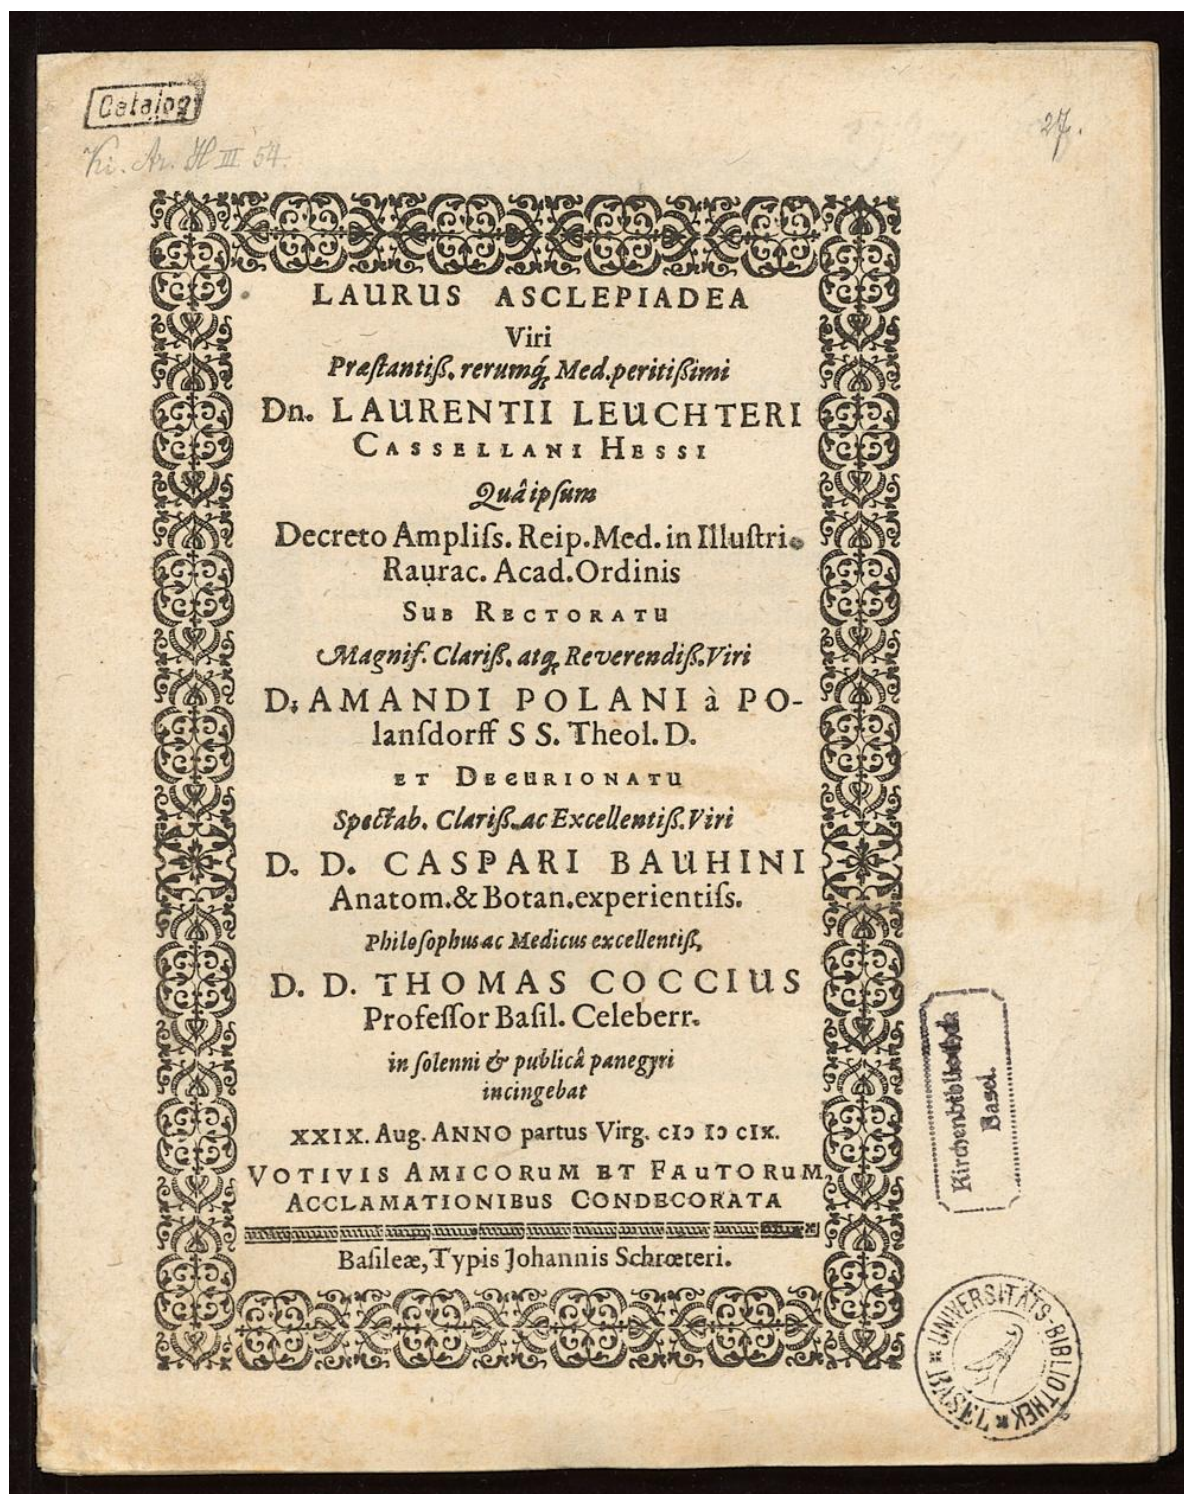 Catalog
Ki. Ar. H III 54.
27.
LAURUS ASCLEPIADEA
Viri
Præstantiß. rerumq́ꝫ Med. peritißimi
Dn. LAURENTII LEUCHTERI
CASSELLANI HESSI
Quâ ipsum
Decreto Ampliſs. Reip. Med. in Illuſtri
Raurac. Acad. Ordinis
SUB RECTORATU
Magnif. Clariß. atqꝫ Reverendiß. Viri
D. AMANDI POLANI à PO-
lanſdorff S S. Theol. D.
ET DECURIONATU
Spectab. Clariß. ac Excellentiß. Viri
D. D. CASPARI BAUHINI
Anatom. & Botan. experientiſs.
Philoſophus ac Medicus excellentiß,
D. D. THOMAS COCCIUS
Profeſſor Baſil. Celeberr.
in ſolenni & publicâ panegyri
incingebat
XXIX. Aug. ANNO partus Virg. cIↄ Iↄ cIX.
VOTIVIS AMICORUM ET FAUTORUM
ACCLAMATIONIBUS CONDECORATA
Baſileæ, Typis Johannis Schrœteri.
Kirchenbibliothek
Basel.
UNIVERSITÄTS-BIBLIOTHEK
BASEL